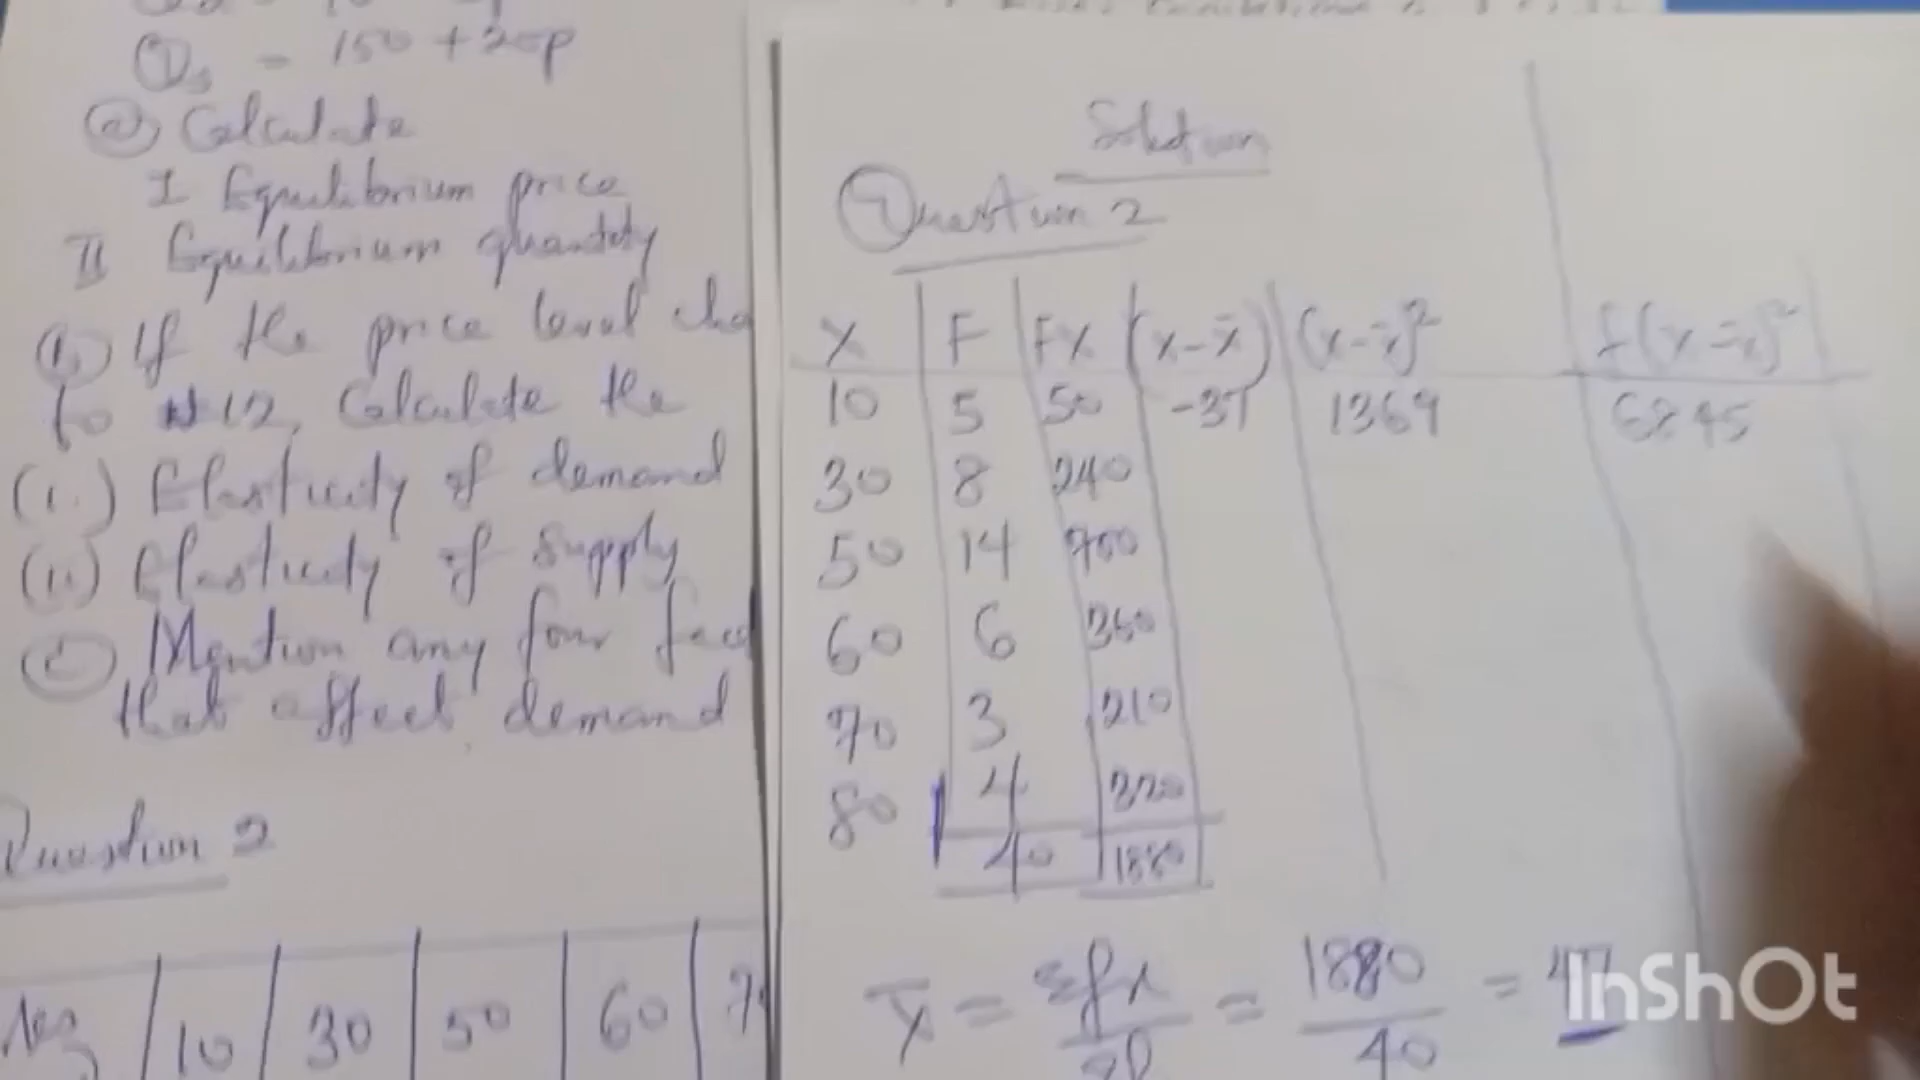 Qs = 150 + 20p
(a) Calculate
I Equilibrium price
II Equilibrium quantity
(b) If the price level cha
to ₦12, Calculate the
(i.) Elasticity of demand
(ii) Elasticity of Supply
(c) Mention any four fac
that affect demand
Question 2
10 | 30 | 50 | 60 | 7
Solution
Question 2
X | F | FX | (x-x̄) | (x-x̄)² | f(x-x̄)²
10 | 5 | 50 | -37 | 1369 | 6845
30 | 8 | 240
50 | 14 | 700
60 | 6 | 360
70 | 3 | 210
80 | 4 | 320
40 | 1880
x̄ = Σfx/Σf = 1880/40 = 47
InShOt